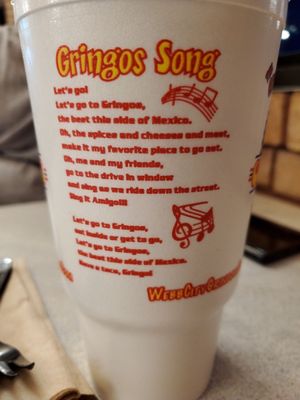 Gringos Song
Let's go!
Let's go to Gringos,
the best this side of Mexico.
Oh, the spices and cheeses and meat,
make it my favorite place to go eat.
Oh, me and my friends,
go to the drive in window
and sing as we ride down the street.
Sing it Amigo!!!
Let's go to Gringos,
eat inside or get to go,
Let's go to Gringos,
the best this side of Mexico.
Have a taco, Gringo!
Webb City